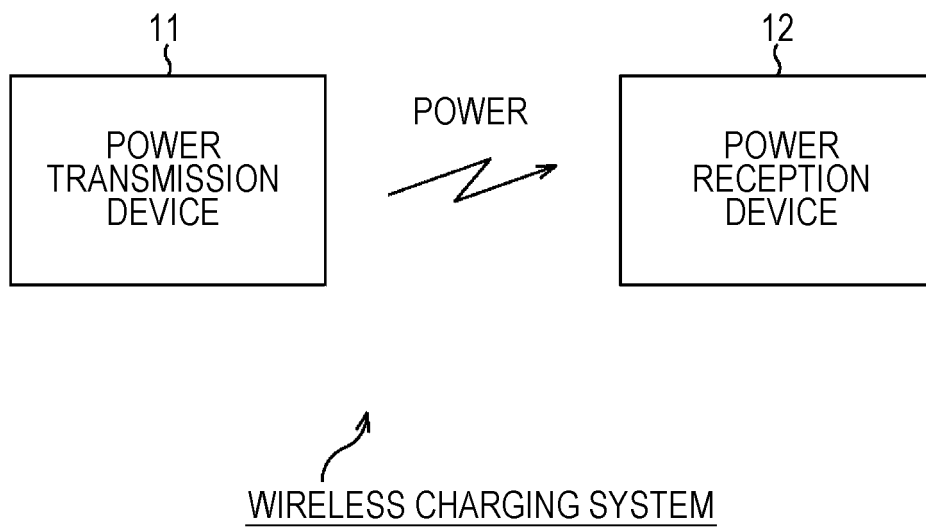 11
12
POWER
TRANSMISSION
DEVICE
POWER
POWER
RECEPTION
DEVICE
WIRELESS CHARGING SYSTEM